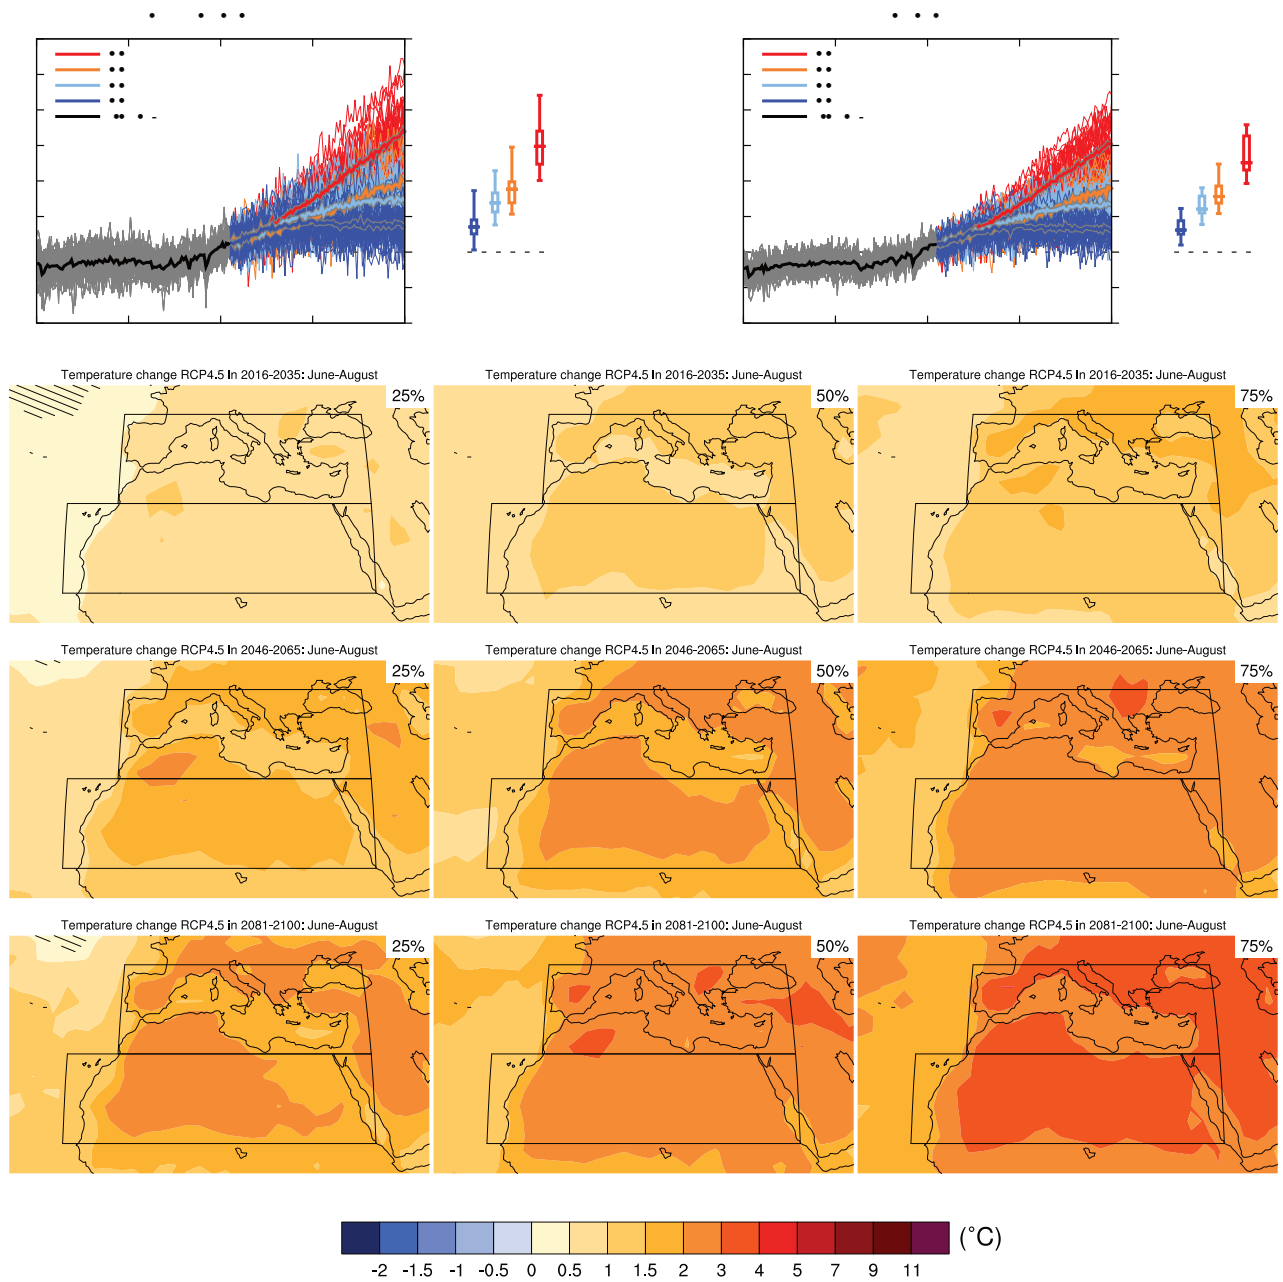 Temperature change RCP4.5 in 2016-2035: June-August
25%
Temperature change RCP4.5 in 2016-2035: June-August
50%
Temperature change RCP4.5 in 2016-2035: June-August
75%
Temperature change RCP4.5 in 2046-2065: June-August
25%
Temperature change RCP4.5 in 2046-2065: June-August
50%
Temperature change RCP4.5 in 2046-2065: June-August
75%
Temperature change RCP4.5 in 2081-2100: June-August
25%
Temperature change RCP4.5 in 2081-2100: June-August
50%
Temperature change RCP4.5 in 2081-2100: June-August
75%
(°C)
-2 -1.5 -1 -0.5 0 0.5 1 1.5 2 3 4 5 7 9 11